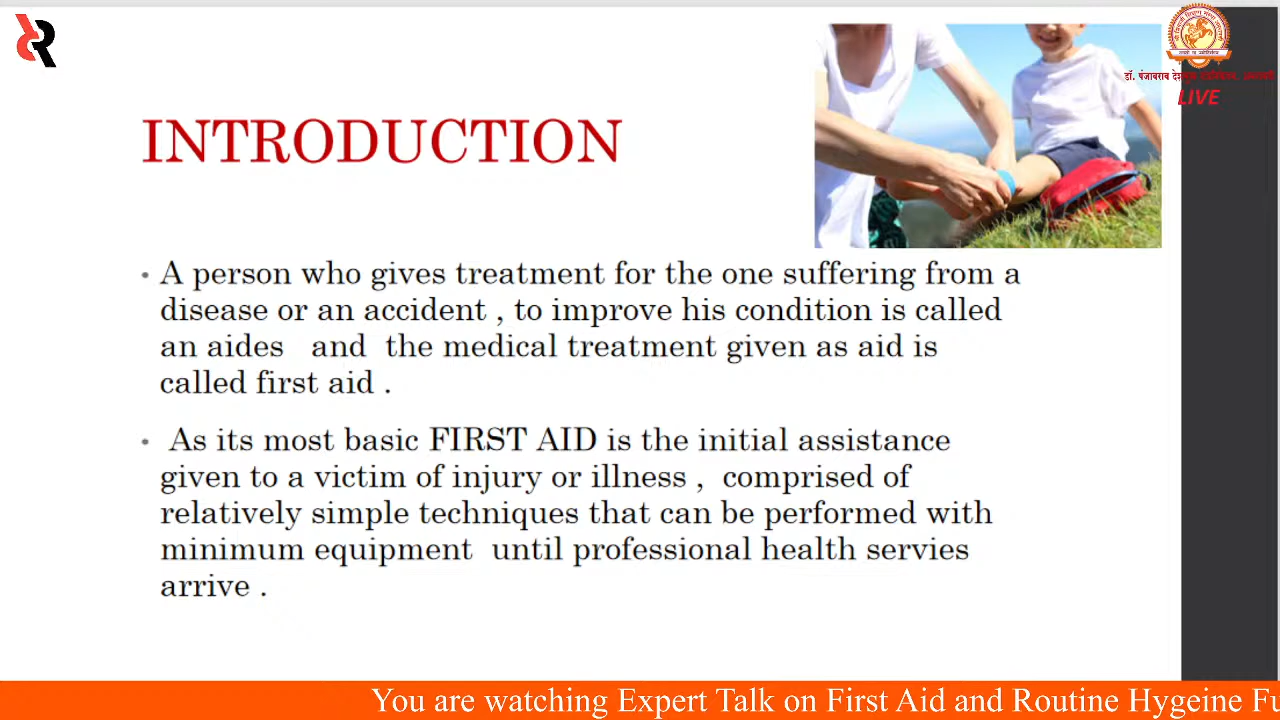 INTRODUCTION
डॉ. पंजाबराव
LIVE
• A person who gives treatment for the one suffering from a
disease or an accident , to improve his condition is called
an aides and the medical treatment given as aid is
called first aid .
• As its most basic FIRST AID is the initial assistance
given to a victim of injury or illness , comprised of
relatively simple techniques that can be performed with
minimum equipment until professional health servies
arrive .
You are watching Expert Talk on First Aid and Routine Hygeine Fu